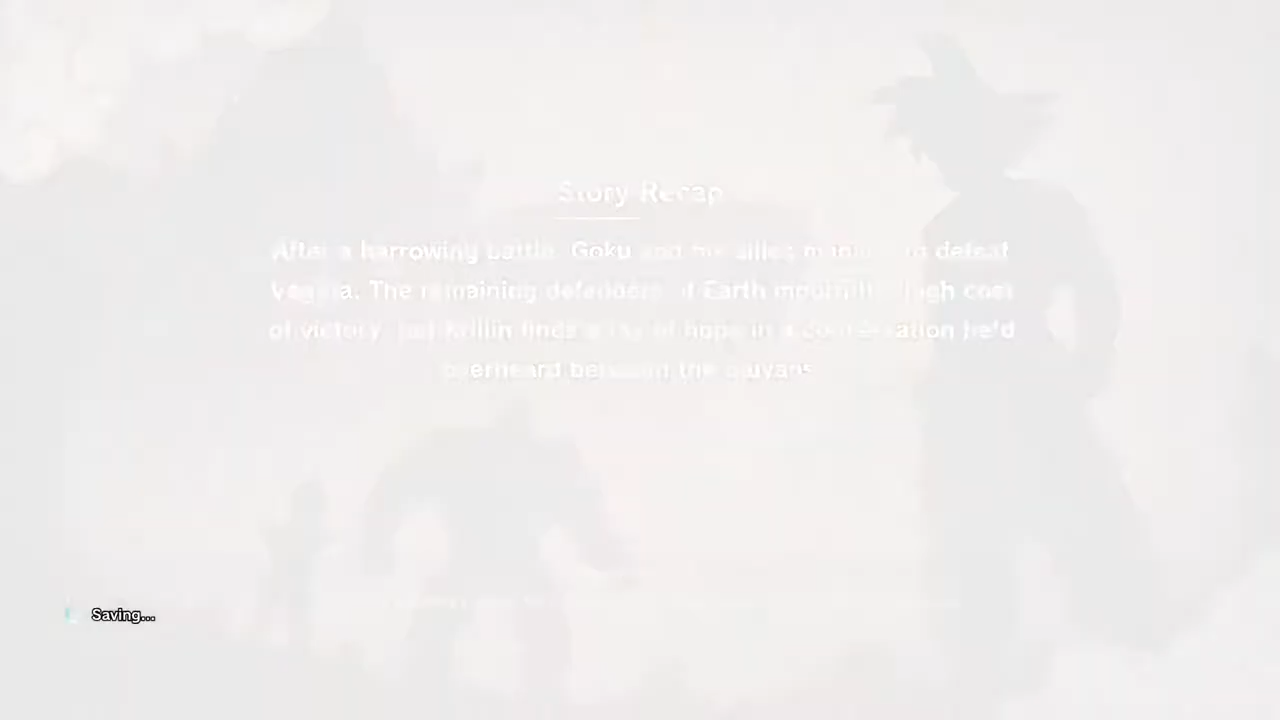 Story Recap
After a harrowing battle, Goku and his allies manage to defeat
Vegeta. The remaining defenders of Earth mourn the high cost
of victory, but Krillin finds a ray of hope in a conversation he'd
overheard between the Saiyans.
Saving...